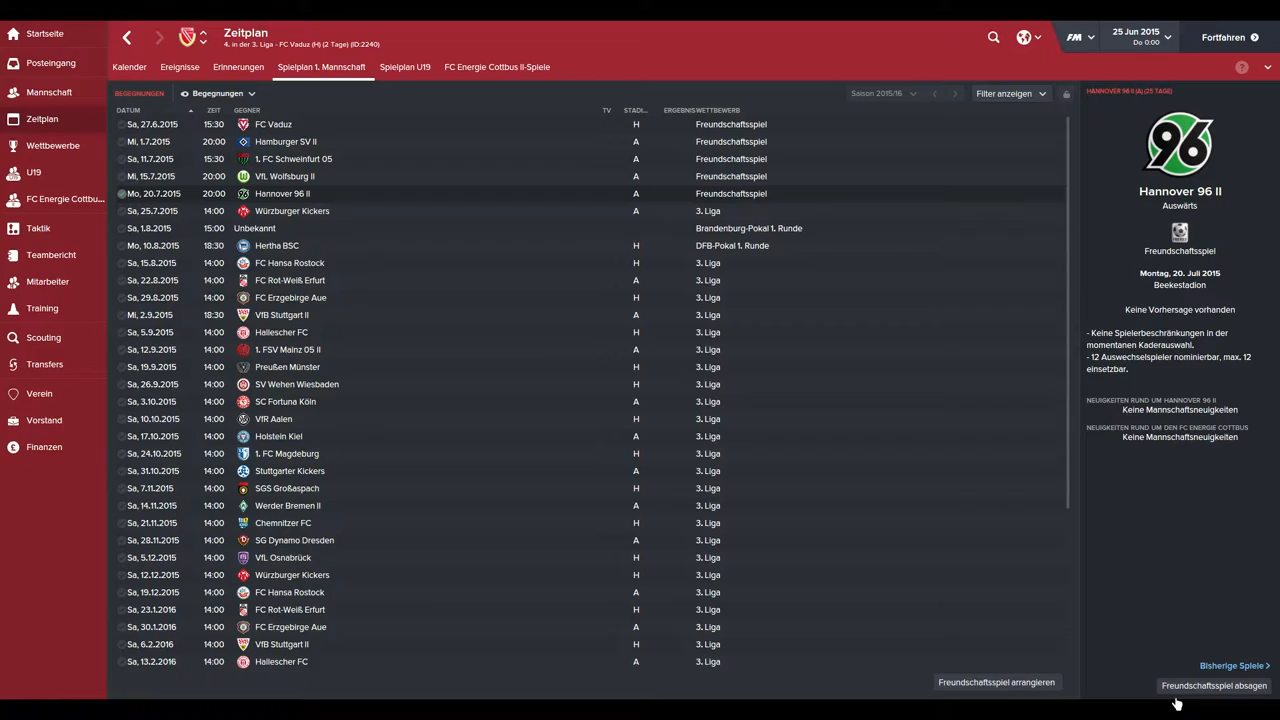 Startseite
Posteingang
Mannschaft
Zeitplan
Wettbewerbe
U19
FC Energie Cottbu...
Taktik
Teambericht
Mitarbeiter
Training
Scouting
Transfers
Verein
Vorstand
Finanzen
Zeitplan
4. in der 3. Liga - FC Vaduz (H) (2 Tage) (ID:2240)
FM
25 Jun 2015
Do 0:00
Fortfahren
Kalender Ereignisse Erinnerungen Spielplan 1. Mannschaft Spielplan U19 FC Energie Cottbus II-Spiele
?
BEGEGNUNGEN Begegnungen Saison 2015/16 Filter anzeigen
DATUM ZEIT GEGNER TV STADI... ERGEBNIS WETTBEWERB
Sa, 27.6.2015 15:30 FC Vaduz H Freundschaftsspiel
Mi, 1.7.2015 20:00 Hamburger SV II A Freundschaftsspiel
Sa, 11.7.2015 15:30 1. FC Schweinfurt 05 A Freundschaftsspiel
Mi, 15.7.2015 20:00 VfL Wolfsburg II A Freundschaftsspiel
Mo, 20.7.2015 20:00 Hannover 96 II A Freundschaftsspiel
Sa, 25.7.2015 14:00 Würzburger Kickers A 3. Liga
Sa, 1.8.2015 15:00 Unbekannt Brandenburg-Pokal 1. Runde
Mo, 10.8.2015 18:30 Hertha BSC H DFB-Pokal 1. Runde
Sa, 15.8.2015 14:00 FC Hansa Rostock H 3. Liga
Sa, 22.8.2015 14:00 FC Rot-Weiß Erfurt A 3. Liga
Sa, 29.8.2015 14:00 FC Erzgebirge Aue H 3. Liga
Mi, 2.9.2015 18:30 VfB Stuttgart II A 3. Liga
Sa, 5.9.2015 14:00 Hallescher FC H 3. Liga
Sa, 12.9.2015 14:00 1. FSV Mainz 05 II A 3. Liga
Sa, 19.9.2015 14:00 Preußen Münster H 3. Liga
Sa, 26.9.2015 14:00 SV Wehen Wiesbaden H 3. Liga
Sa, 3.10.2015 14:00 SC Fortuna Köln A 3. Liga
Sa, 10.10.2015 14:00 VfR Aalen H 3. Liga
Sa, 17.10.2015 14:00 Holstein Kiel A 3. Liga
Sa, 24.10.2015 14:00 1. FC Magdeburg H 3. Liga
Sa, 31.10.2015 14:00 Stuttgarter Kickers A 3. Liga
Sa, 7.11.2015 14:00 SGS Großaspach H 3. Liga
Sa, 14.11.2015 14:00 Werder Bremen II A 3. Liga
Sa, 21.11.2015 14:00 Chemnitzer FC H 3. Liga
Sa, 28.11.2015 14:00 SG Dynamo Dresden A 3. Liga
Sa, 5.12.2015 14:00 VfL Osnabrück H 3. Liga
Sa, 12.12.2015 14:00 Würzburger Kickers H 3. Liga
Sa, 19.12.2015 14:00 FC Hansa Rostock A 3. Liga
Sa, 23.1.2016 14:00 FC Rot-Weiß Erfurt H 3. Liga
Sa, 30.1.2016 14:00 FC Erzgebirge Aue A 3. Liga
Sa, 6.2.2016 14:00 VfB Stuttgart II H 3. Liga
Sa, 13.2.2016 14:00 Hallescher FC A 3. Liga
Freundschaftsspiel arrangieren
HANNOVER 96 II (A) (25 TAGE)
96
Hannover 96 II
Auswärts
Freundschaftsspiel
Montag, 20. Juli 2015
Beekestadion
Keine Vorhersage vorhanden
- Keine Spielerbeschränkungen in der
momentanen Kaderauswahl.
- 12 Auswechselspieler nominierbar, max. 12
einsetzbar.
NEUIGKEITEN RUND UM HANNOVER 96 II
Keine Mannschaftsneuigkeiten
NEUIGKEITEN RUND UM DEN FC ENERGIE COTTBUS
Keine Mannschaftsneuigkeiten
Bisherige Spiele
Freundschaftsspiel absagen